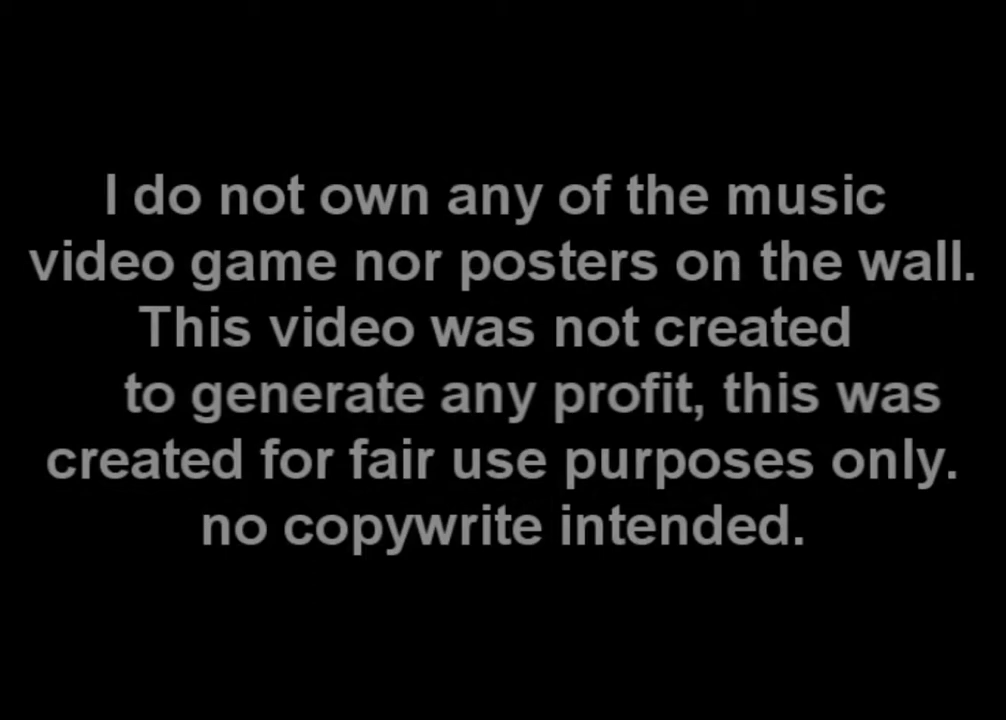 I do not own any of the music
video game nor posters on the wall.
This video was not created
to generate any profit, this was
created for fair use purposes only.
no copywrite intended.